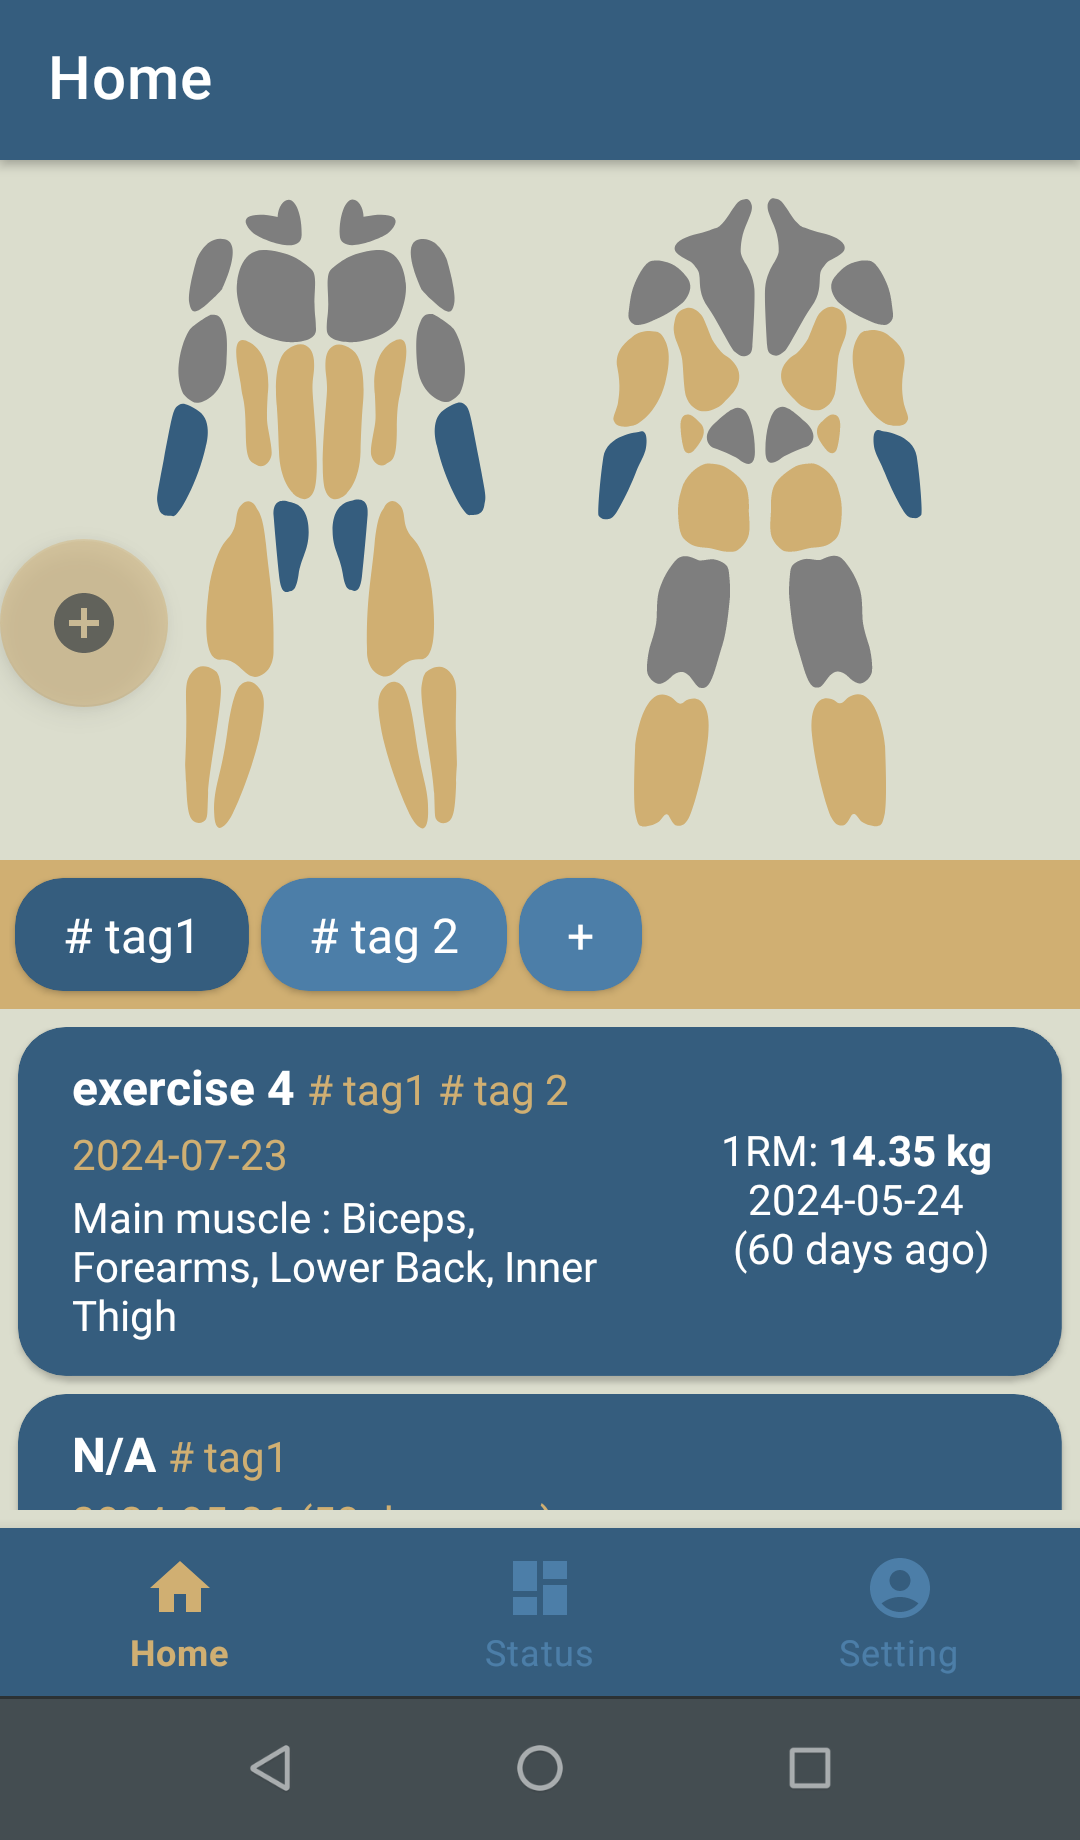 Home
# tag1
# tag 2
+
exercise 4 # tag1 # tag 2
2024-07-23
Main muscle : Biceps,
Forearms, Lower Back, Inner
Thigh
1RM: 14.35 kg
2024-05-24
(60 days ago)
N/A # tag1
Home
Status
Setting